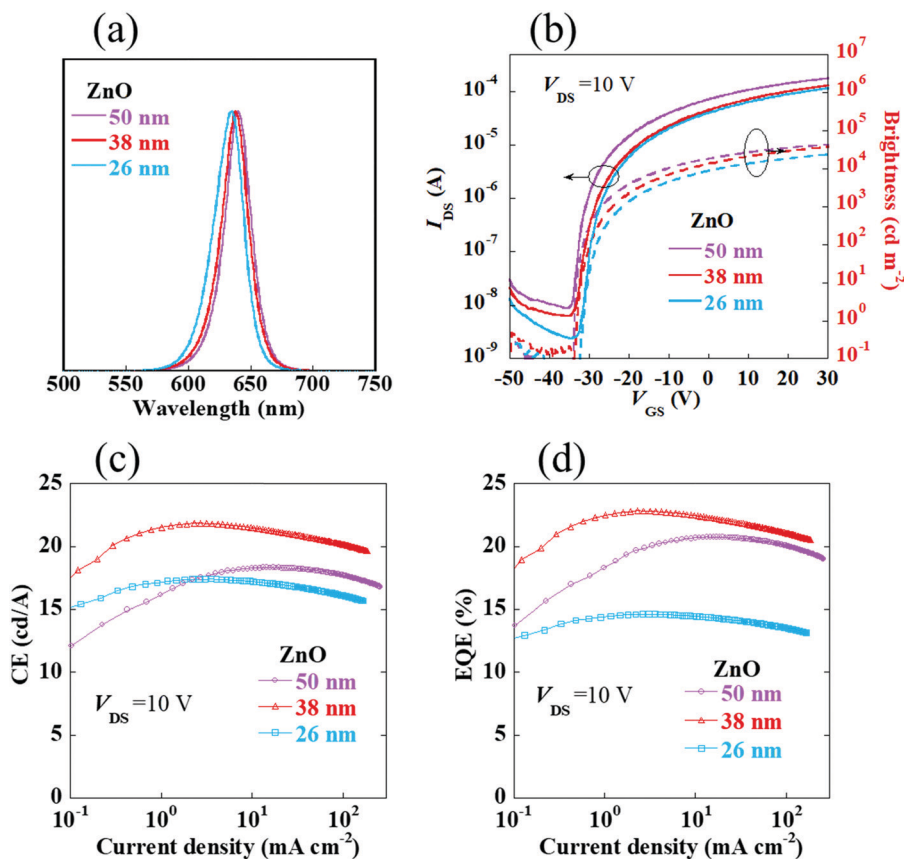 (a)
ZnO
50 nm
38 nm
26 nm
500 550 600 650 700 750
Wavelength (nm)
(b)
V_DS = 10 V
10^-4
10^-5
10^-6
10^-7
10^-8
10^-9
I_DS (A)
10^7
10^6
10^5
10^4
10^3
10^2
10^1
10^0
10^-1
Brightness (cd m^-2)
ZnO
50 nm
38 nm
26 nm
-50 -40 -30 -20 -10 0 10 20 30
V_GS (V)
(c)
25
20
15
10
5
0
CE (cd/A)
V_DS =10 V
ZnO
50 nm
38 nm
26 nm
10^-1 10^0 10^1 10^2
Current density (mA cm^-2)
(d)
25
20
15
10
5
0
EQE (%)
V_DS =10 V
ZnO
50 nm
38 nm
26 nm
10^-1 10^0 10^1 10^2
Current density (mA cm^-2)